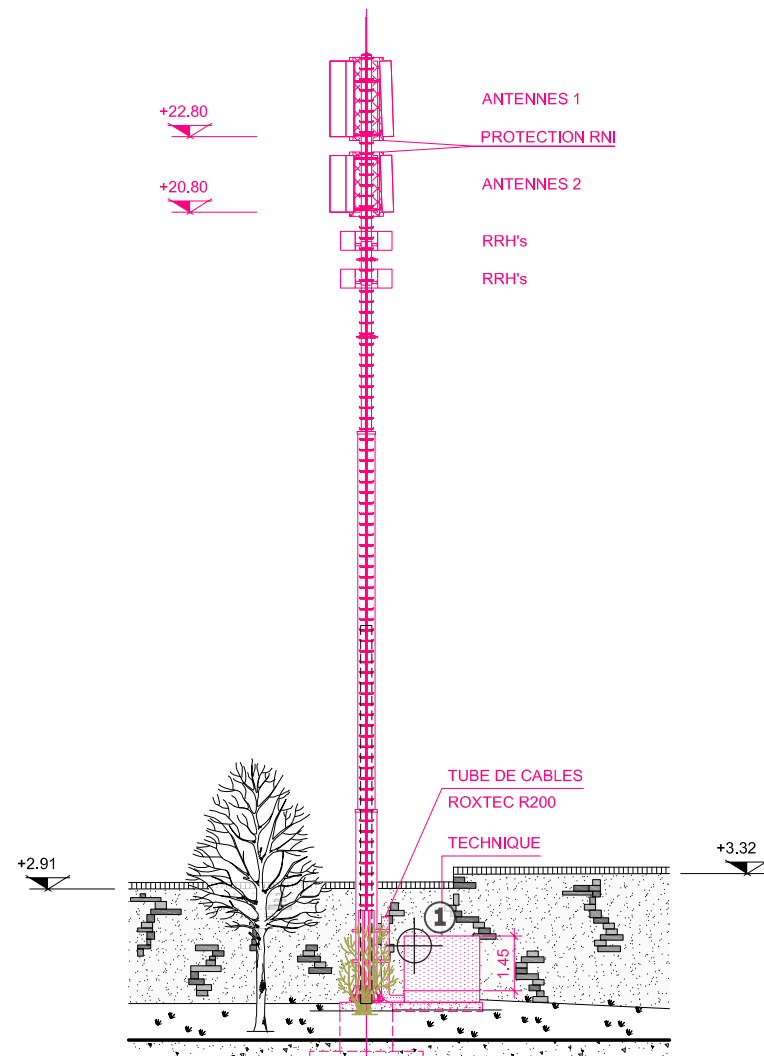 ANTENNES 1
+22.80
PROTECTION RNI
ANTENNES 2
+20.80
RRH's
RRH's
TUBE DE CABLES
ROXTEC R200
TECHNIQUE
+3.32
+2.91
1
1.45